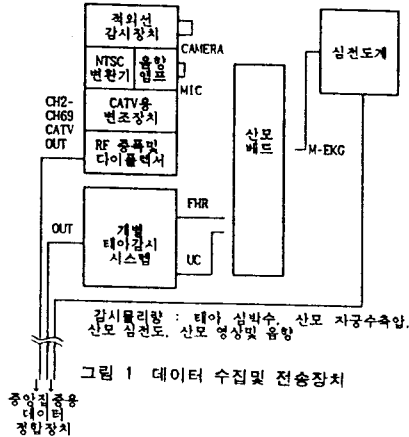 적외선
감시장치
CAMERA
NTSC
변환기
음향
앰프
MIC
CH2-
CH69
CATV
OUT
CATV용
변조장치
RF 증폭및
다이플렉서
심전도계
산모
베드
M-EKG
OUT
개별
태아감시
시스템
FHR
UC
감시물리량 : 태아 심박수, 산모 자궁수축압,
산모 심전도, 산모 영상및 음향
그림 1 데이터 수집및 전송장치
중앙집중용
데이터
정합장치